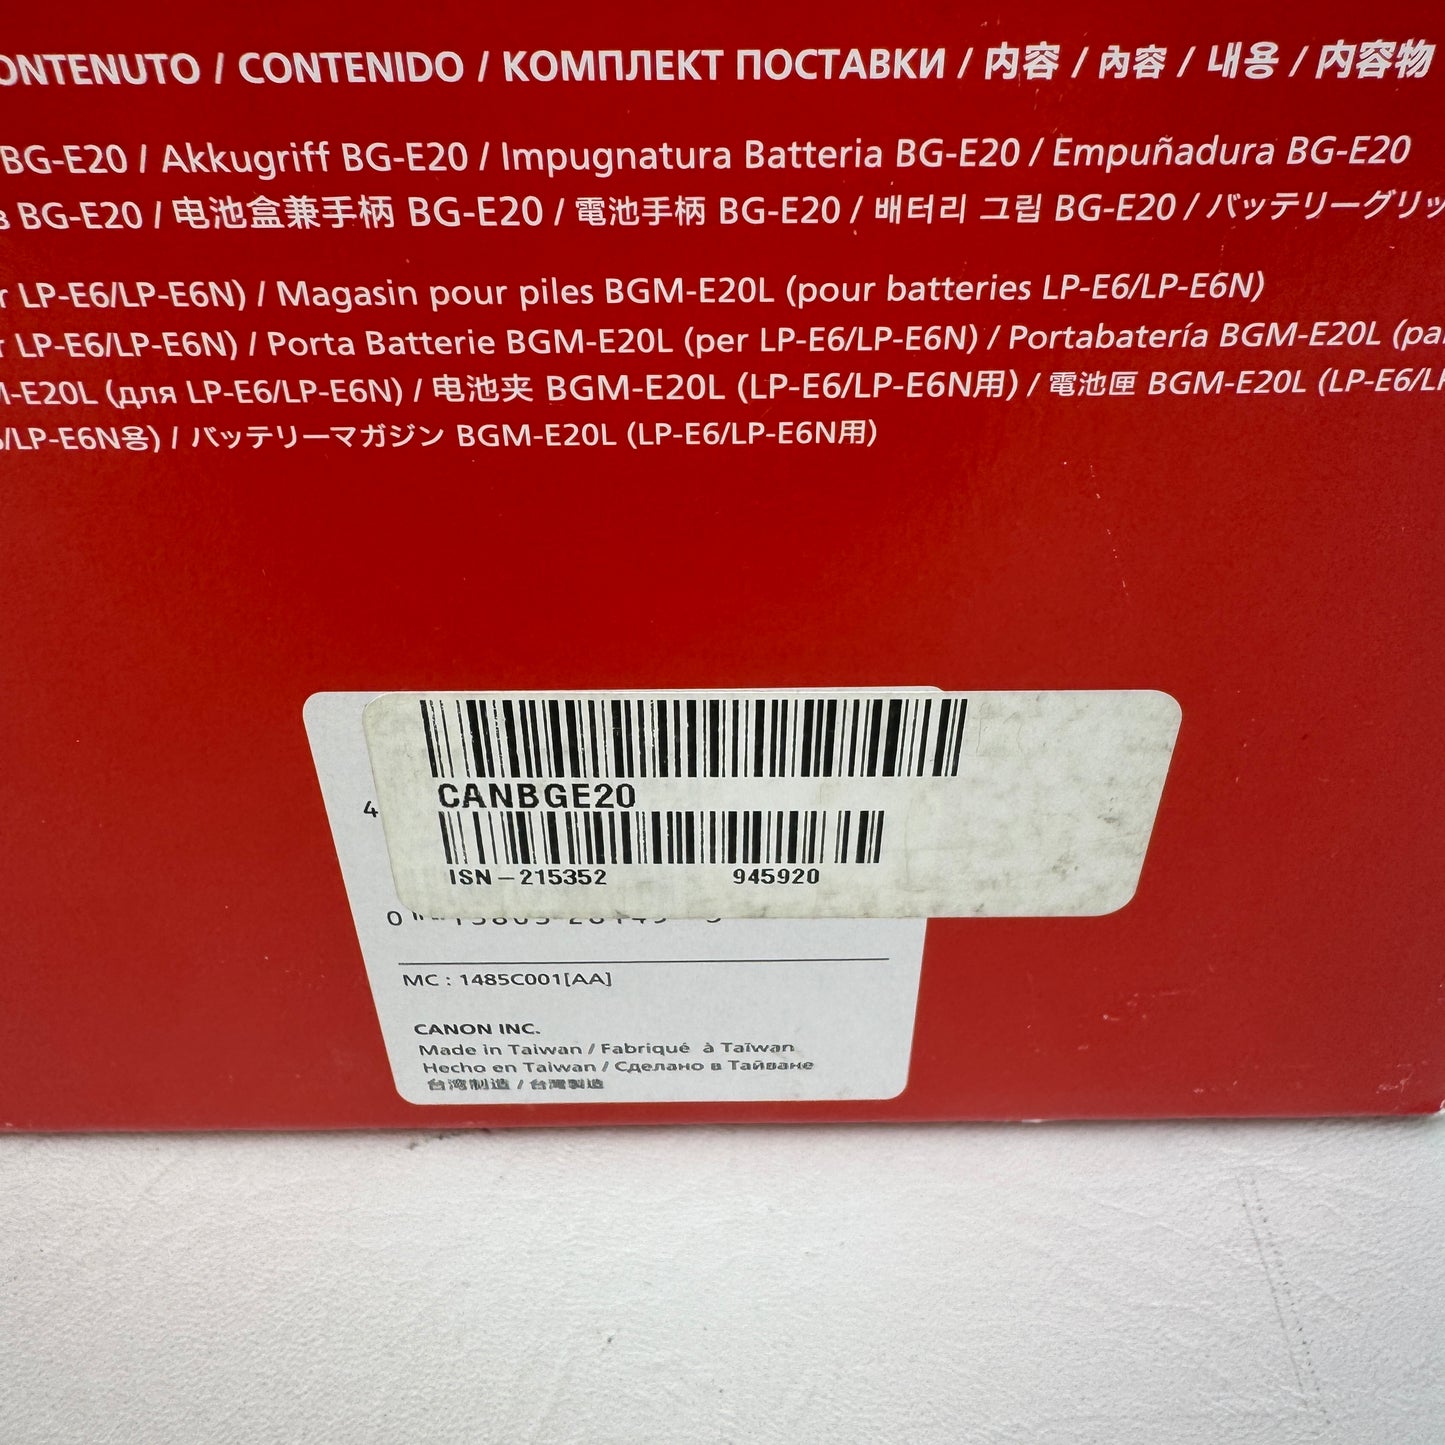 CONTENUTO / CONTENIDO / КОМПЛЕКТ ПОСТАВКИ / 内容 / 內容 / 내용 / 内容物
BG-E20 / Akkugriff BG-E20 / Impugnatura Batteria BG-E20 / Empuñadura BG-E20
BG-E20 / 电池盒兼手柄 BG-E20 / 電池手柄 BG-E20 / 배터리 그립 BG-E20 / バッテリーグリッ
r LP-E6/LP-E6N) / Magasin pour piles BGM-E20L (pour batteries LP-E6/LP-E6N)
r LP-E6/LP-E6N) / Porta Batterie BGM-E20L (per LP-E6/LP-E6N) / Portabatería BGM-E20L (pa
M-E20L (для LP-E6/LP-E6N) / 电池夹 BGM-E20L (LP-E6/LP-E6N用) / 電池匣 BGM-E20L (LP-E6/LP
6/LP-E6N용) / バッテリーマガジン BGM-E20L (LP-E6/LP-E6N用)
CANBGE20
4
ISN-215352 945920
0
MC : 1485C001[AA]
CANON INC.
Made in Taiwan / Fabriqué à Taïwan
Hecho en Taiwan / Сделано в Тайване
台湾制造 / 台灣製造